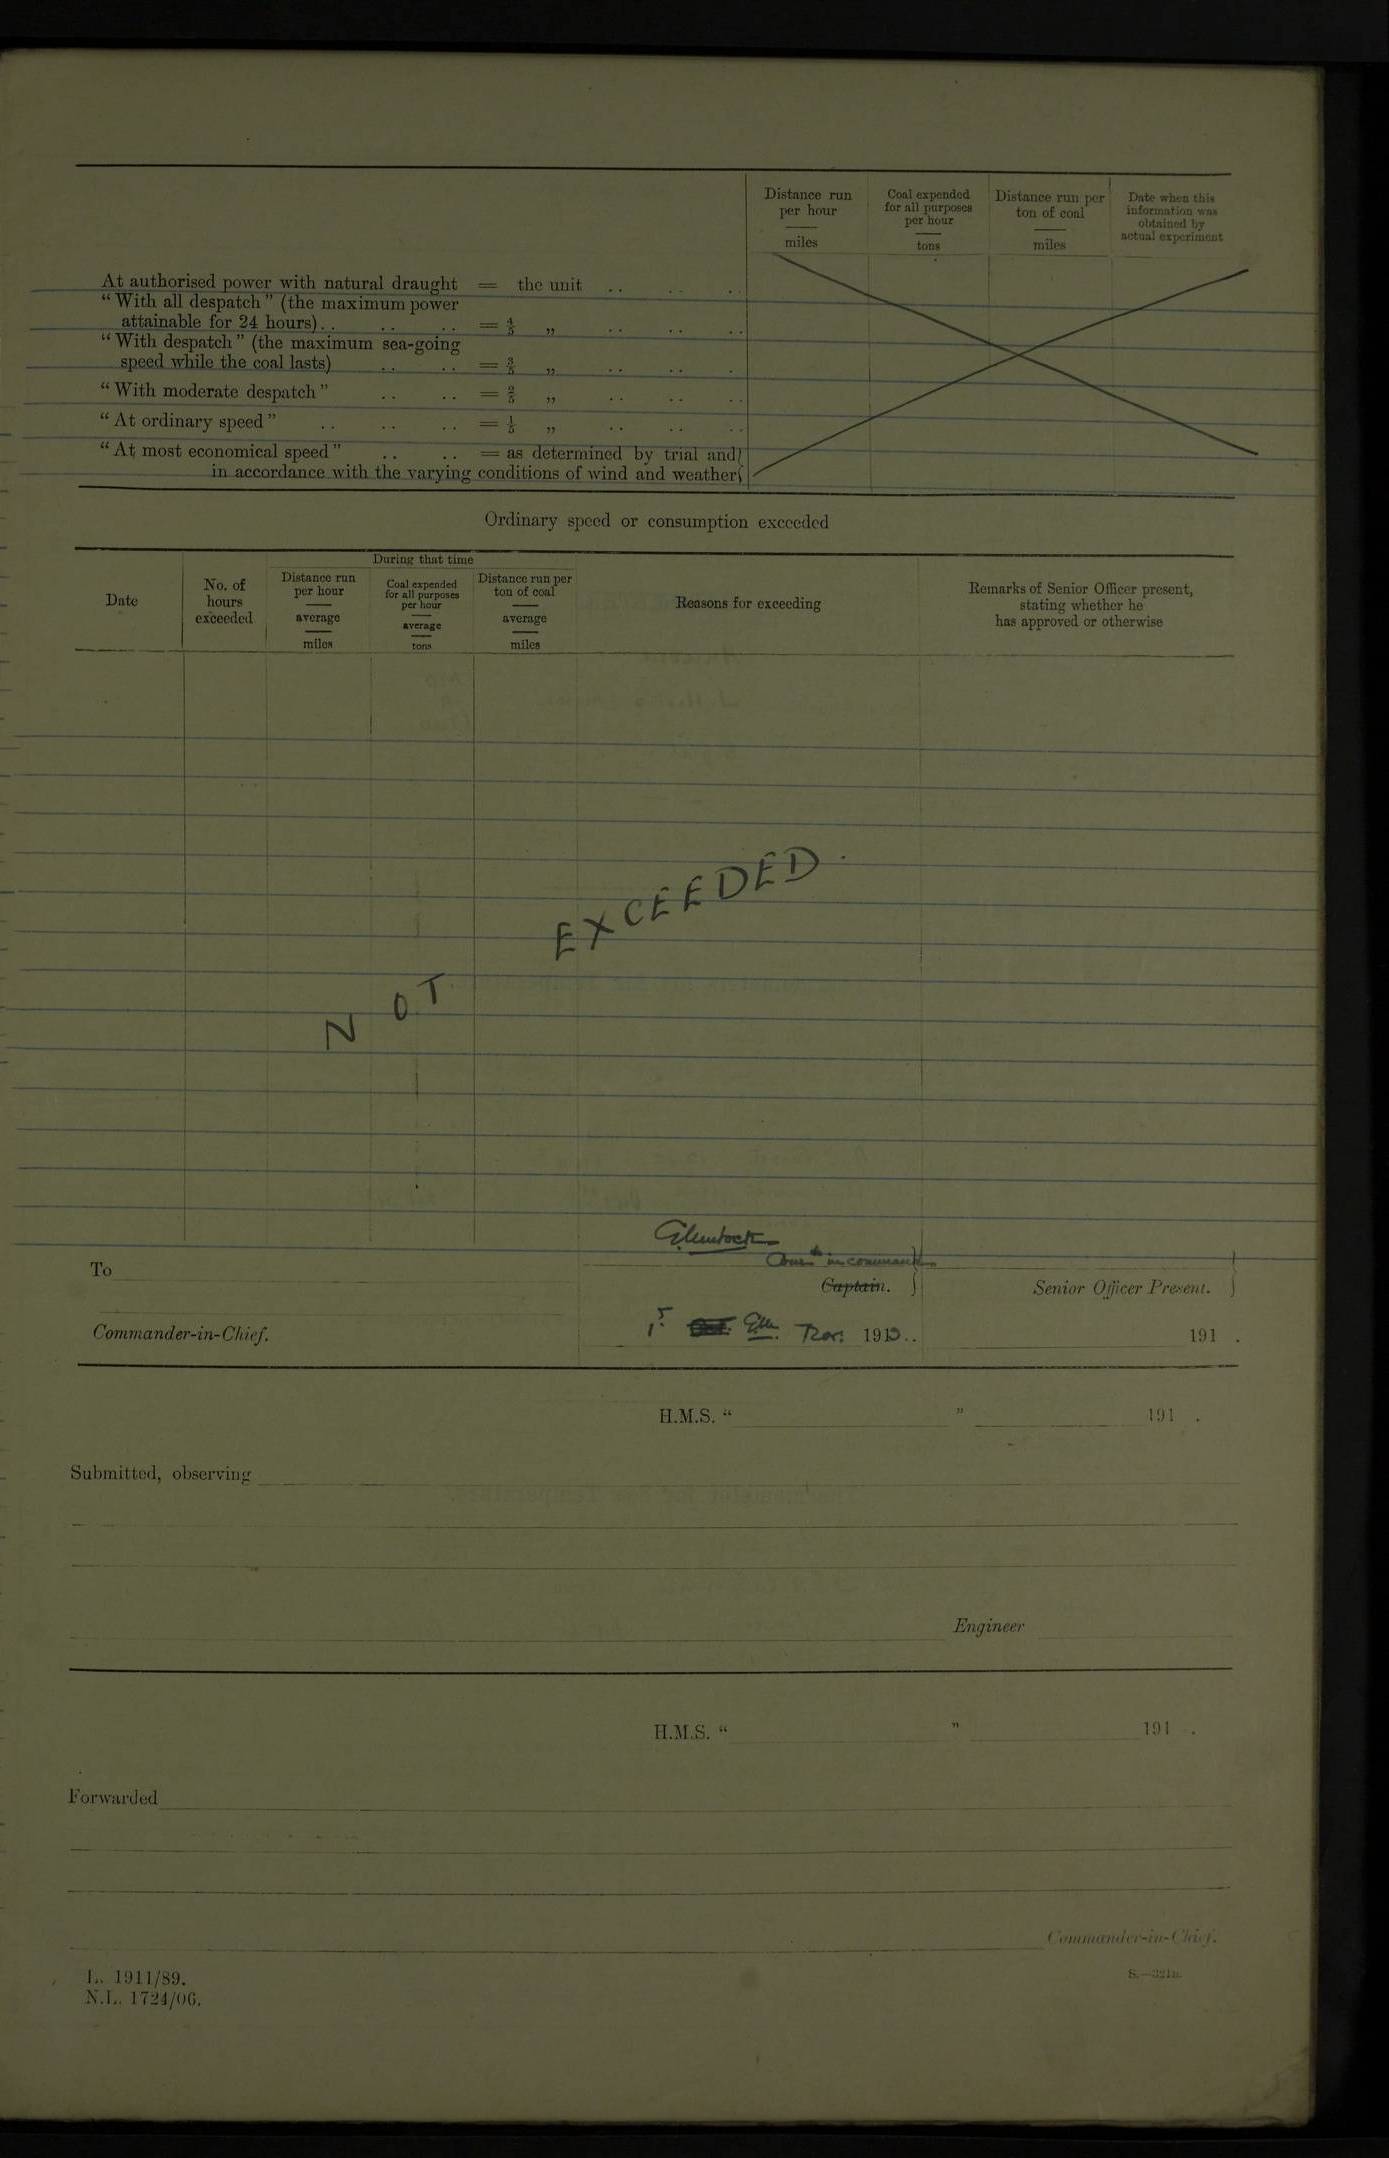 Distance run per hour miles
Coal expended for all purposes per hour tons
Distance run per ton of coal miles
Date when this information was obtained by actual experiment
At authorised power with natural draught = the unit .. .. ..
“With all despatch” (the maximum power
attainable for 24 hours).. .. .. = 4/5 „ .. .. ..
“With despatch” (the maximum sea-going
speed while the coal lasts) .. .. = 3/5 „ .. .. .
“With moderate despatch” .. .. = 2/5 „ .. .. ..
“At ordinary speed” .. .. .. = 1/5 „ .. .. ..
“At most economical speed” .. .. = as determined by trial and
in accordance with the varying conditions of wind and weather
Ordinary speed or consumption exceeded
Date
No. of hours exceeded
During that time
Distance run per hour average miles
Coal expended for all purposes per hour average tons
Distance run per ton of coal average miles
Reasons for exceeding
Remarks of Senior Officer present, stating whether he has approved or otherwise
NOT EXCEEDED.
To
in command
Captain. }
Senior Officer Present. }
Commander-in-Chief.
191
191 .
H.M.S. “ ” 191 .
Submitted, observing
Engineer
H.M.S. “ ” 191 .
Forwarded
Commander-in-Chief.
L. 1911/89.
N.L. 1724/06.